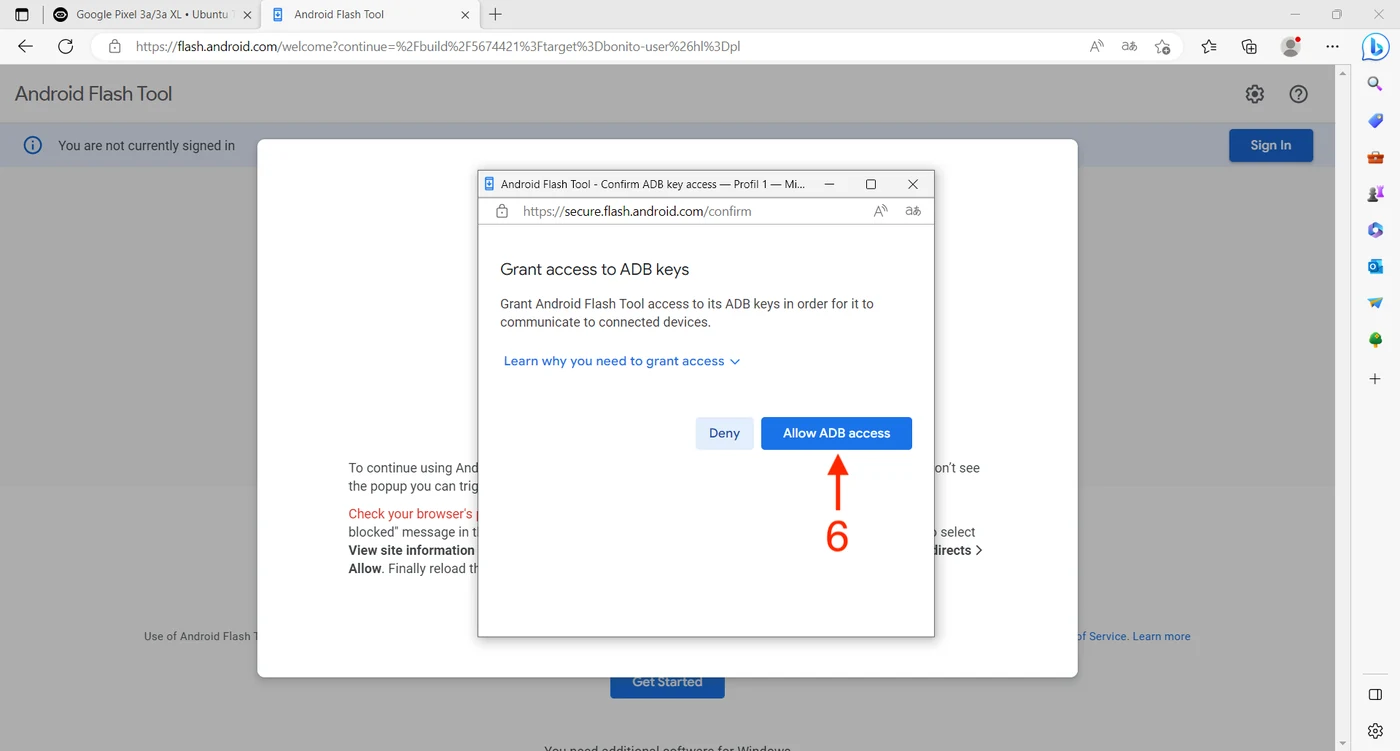 Google Pixel 3a/3a XL • Ubuntu
Android Flash Tool
https://flash.android.com/welcome?continue=%2Fbuild%2F5674421%3Ftarget%3Dbonito-user%26hl%3Dpl
Android Flash Tool
You are not currently signed in
Sign In
Android Flash Tool - Confirm ADB key access — Profil 1 — Mi...
https://secure.flash.android.com/confirm
Grant access to ADB keys
Grant Android Flash Tool access to its ADB keys in order for it to
communicate to connected devices.
Learn why you need to grant access
Deny
Allow ADB access
6
To continue using And
on't see
the popup you can trig
Check your browser's
blocked" message in t
select
View site information
directs >
Allow. Finally reload th
Use of Android Flash
of Service. Learn more
Get Started
You need additional software for Windows